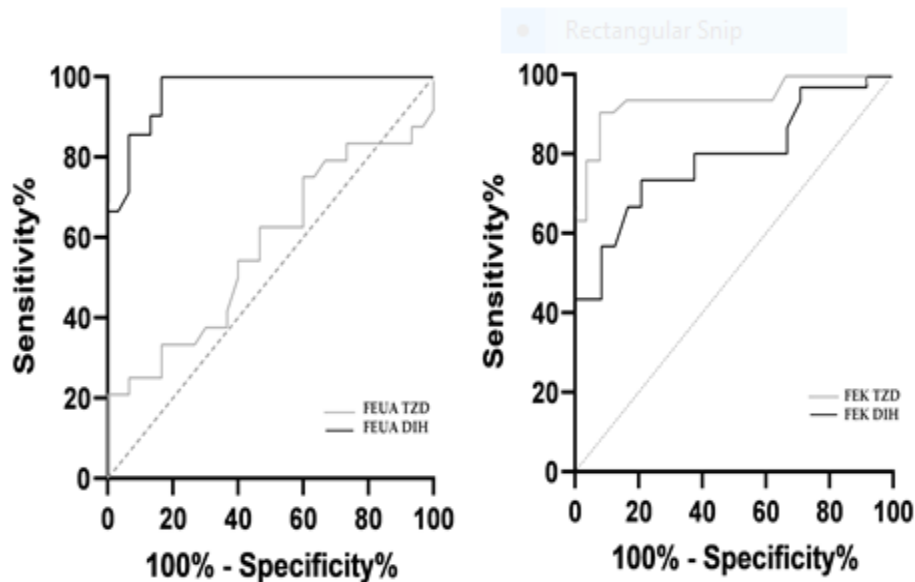 Rectangular Snip
100
80
60
40
20
0
Sensitivity%
FEUA TZD
FEUA DIH
0 20 40 60 80 100
100% - Specificity%
100
80
60
40
20
0
Sensitivity%
FEK TZD
FEK DIH
0 20 40 60 80 100
100% - Specificity%